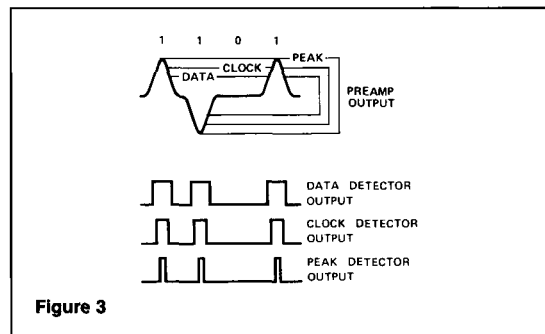 1 1 0 1
PEAK
CLOCK
DATA
PREAMP
OUTPUT
DATA DETECTOR
OUTPUT
CLOCK DETECTOR
OUTPUT
PEAK DETECTOR
OUTPUT
Figure 3